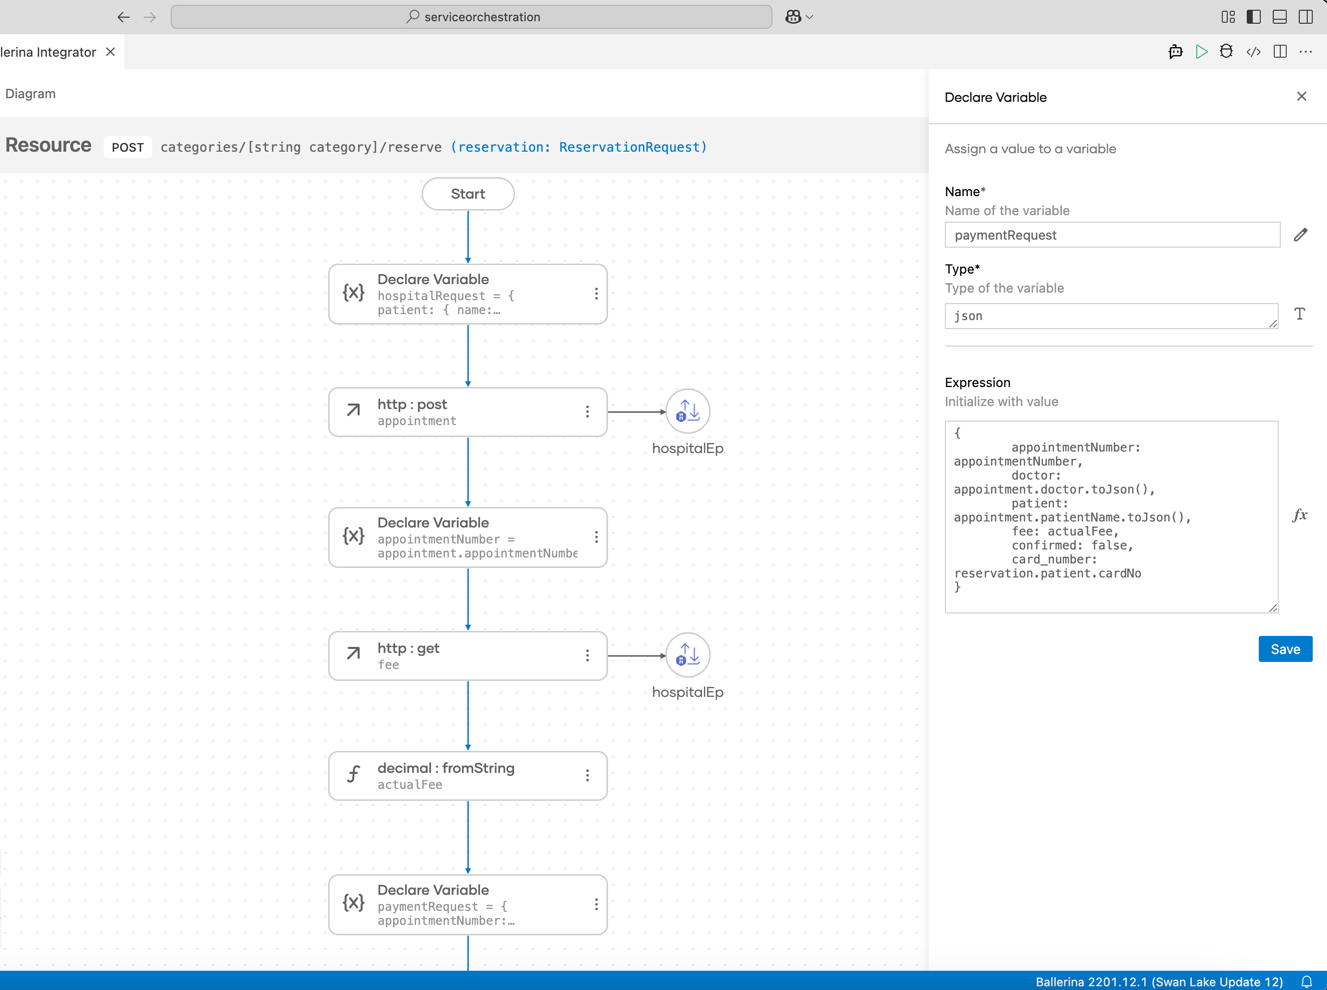 serviceorchestration
llerina Integrator
Diagram
Resource POST categories/[string category]/reserve (reservation: ReservationRequest)
Start
Declare Variable
hospitalRequest = {
patient: { name:…
http : post
appointment
hospitalEp
Declare Variable
appointmentNumber =
appointment.appointmentNumbe
http : get
fee
hospitalEp
decimal : fromString
actualFee
Declare Variable
paymentRequest = {
appointmentNumber:…
Declare Variable
Assign a value to a variable
Name*
Name of the variable
paymentRequest
Type*
Type of the variable
json
T
Expression
Initialize with value
{
appointmentNumber:
appointmentNumber,
doctor:
appointment.doctor.toJson(),
patient:
appointment.patientName.toJson(),
fee: actualFee,
confirmed: false,
card_number:
reservation.patient.cardNo
}
fx
Save
Ballerina 2201.12.1 (Swan Lake Update 12)